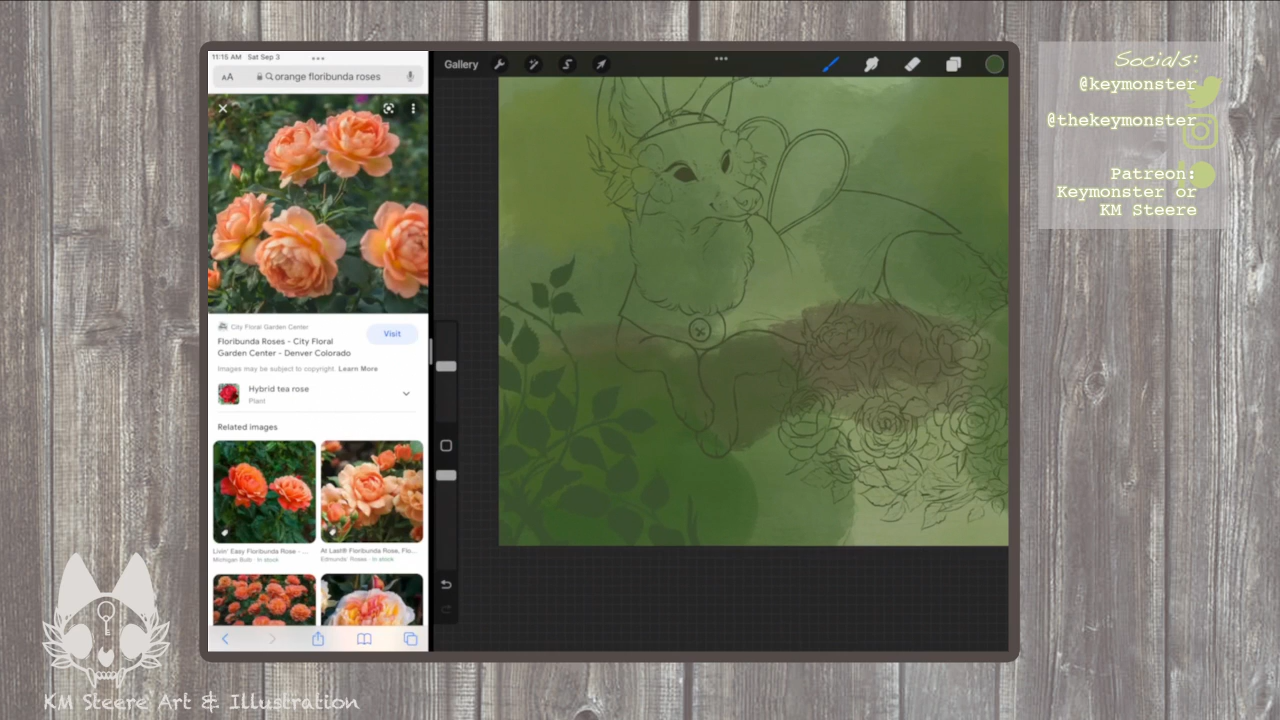 11:15 AM Sat Sep 3
AA
orange floribunda roses
City Floral Garden Center
Visit
Floribunda Roses - City Floral
Garden Center - Denver Colorado
Images may be subject to copyright. Learn More
Hybrid tea rose
Plant
Related images
Livin' Easy Floribunda Rose - ...
Michigan Bulb · In stock
At Last® Floribunda Rose, Flo...
Edmunds' Roses · In stock
Gallery
Socials:
@keymonster
@thekeymonster
Patreon:
Keymonster or
KM Steere
KM Steere Art & Illustration